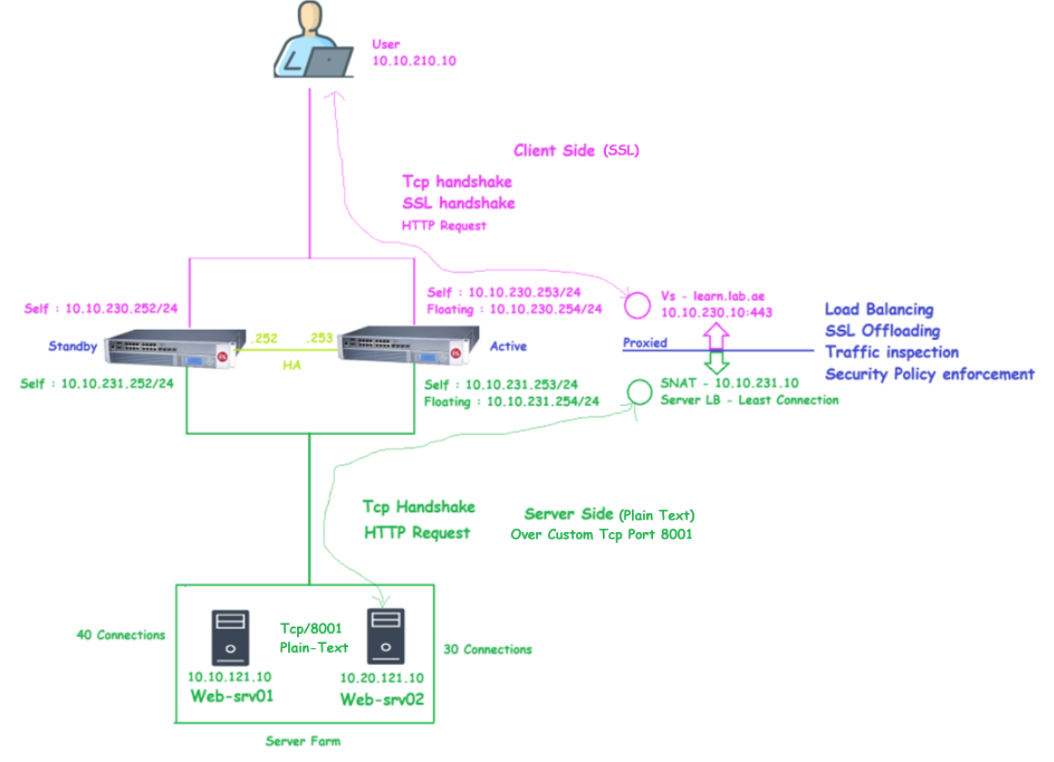 User
10.10.210.10
Client Side (SSL)
Tcp handshake
SSL handshake
HTTP Request
Self : 10.10.230.252/24
Self : 10.10.230.253/24
Floating : 10.10.230.254/24
Vs - learn.lab.ae
10.10.230.10:443
Load Balancing
SSL Offloading
Traffic inspection
Security Policy enforcement
Standby
.252
.253
HA
Active
Proxied
Self : 10.10.231.252/24
Self : 10.10.231.253/24
Floating : 10.10.231.254/24
SNAT - 10.10.231.10
Server LB - Least Connection
Tcp Handshake
HTTP Request
Server Side (Plain Text)
Over Custom Tcp Port 8001
40 Connections
Tcp/8001
Plain-Text
30 Connections
10.10.121.10
Web-srv01
10.20.121.10
Web-srv02
Server Farm